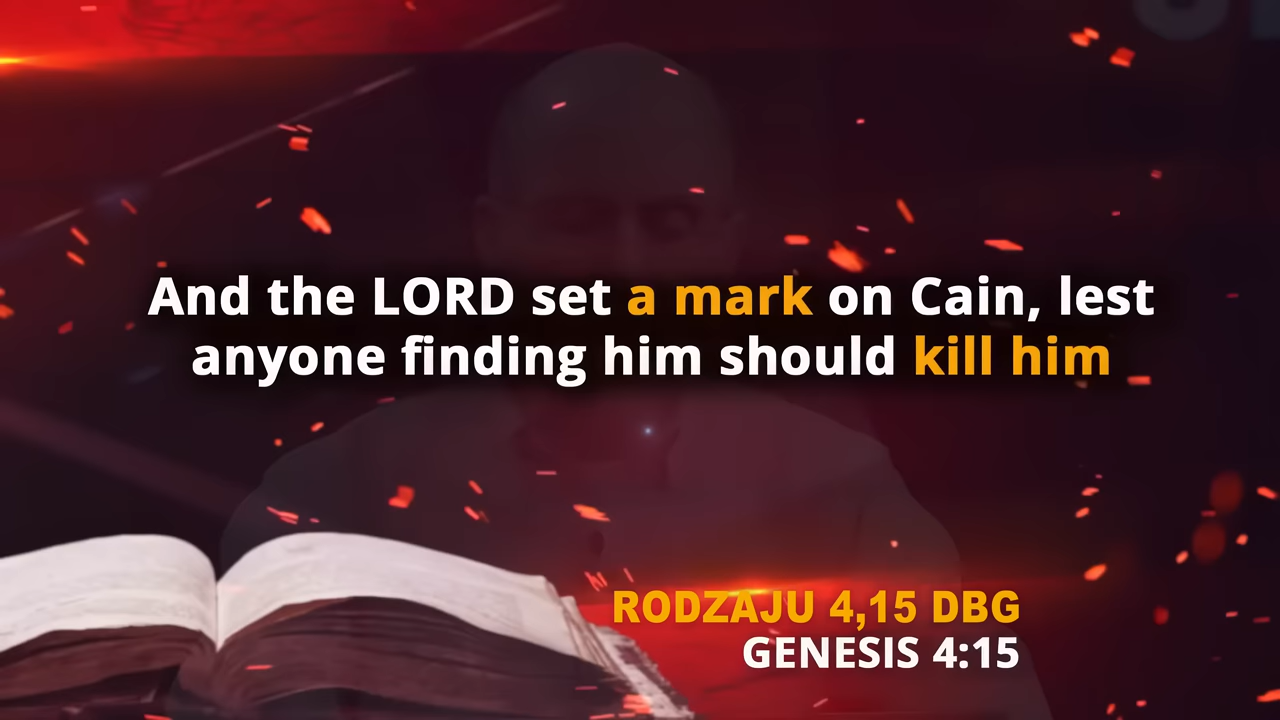 And the LORD set a mark on Cain, lest
anyone finding him should kill him
RODZAJU 4,15 DBG
GENESIS 4:15